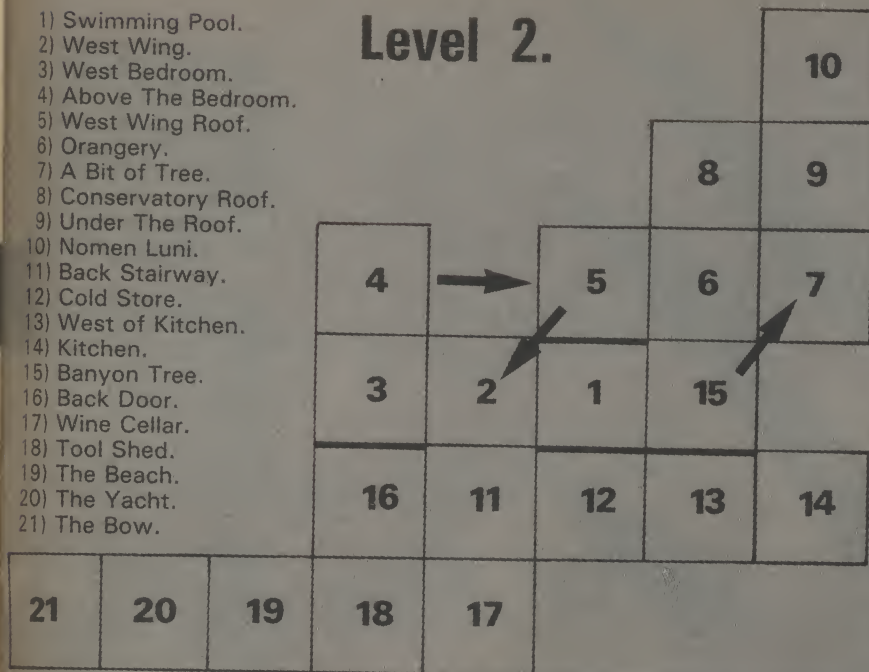 Level 2.
1) Swimming Pool.
2) West Wing.
3) West Bedroom.
4) Above The Bedroom.
5) West Wing Roof.
6) Orangery.
7) A Bit of Tree.
8) Conservatory Roof.
9) Under The Roof.
10) Nomen Luni.
11) Back Stairway.
12) Cold Store.
13) West of Kitchen.
14) Kitchen.
15) Banyon Tree.
16) Back Door.
17) Wine Cellar.
18) Tool Shed.
19) The Beach.
20) The Yacht.
21) The Bow.
10
8 9
4 5 6 7
3 2 1 15
16 11 12 13 14
21 20 19 18 17